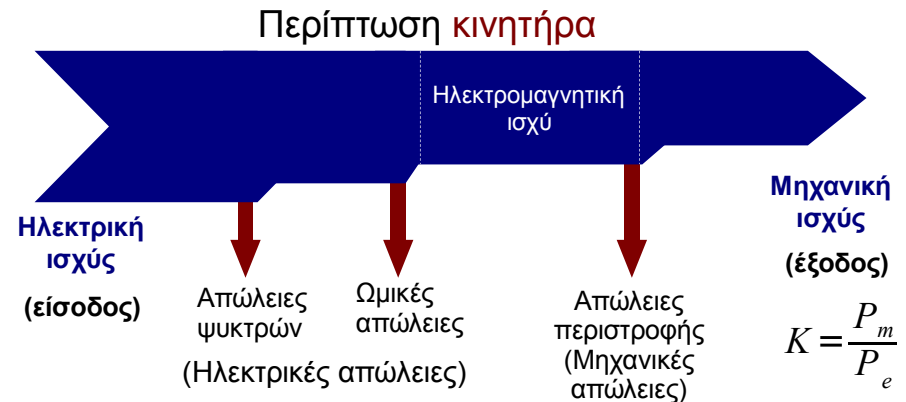 Περίπτωση κινητήρα
Ηλεκτρομαγνητική
ισχύ
Ηλεκτρική
ισχύς
(είσοδος)
Απώλειες
ψυκτρών
Ωμικές
απώλειες
(Ηλεκτρικές απώλειες)
Απώλειες
περιστροφής
(Μηχανικές
απώλειες)
Μηχανική
ισχύς
(έξοδος)
K = P_m / P_e